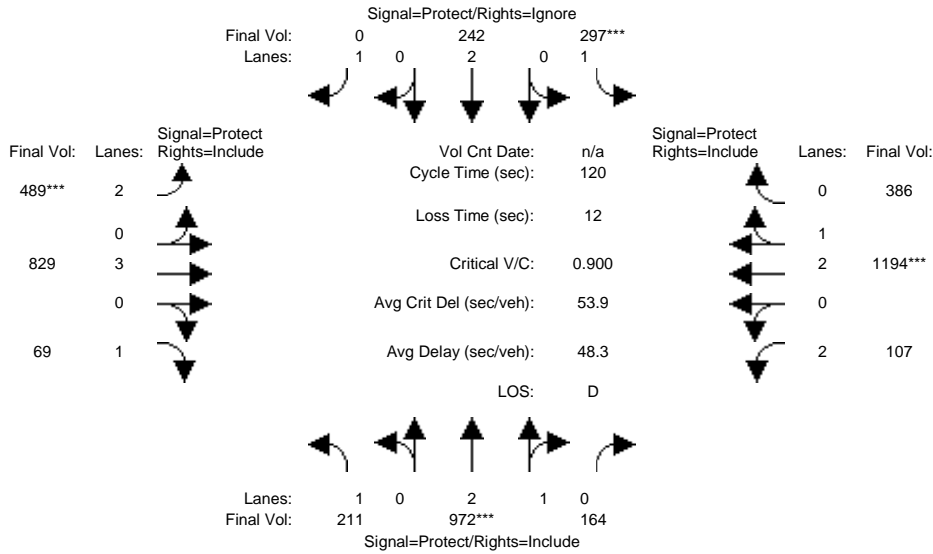 Signal=Protect/Rights=Ignore
Final Vol: 0 242 297***
Lanes: 1 0 2 0 1
Signal=Protect
Final Vol: Lanes: Rights=Include
Vol Cnt Date: n/a
Signal=Protect
Rights=Include Lanes: Final Vol:
Cycle Time (sec): 120
489*** 2
0 386
Loss Time (sec): 12
0
1
829 3
Critical V/C: 0.900
2 1194***
0
Avg Crit Del (sec/veh): 53.9
0
69 1
Avg Delay (sec/veh): 48.3
2 107
LOS: D
Lanes: 1 0 2 1 0
Final Vol: 211 972*** 164
Signal=Protect/Rights=Include